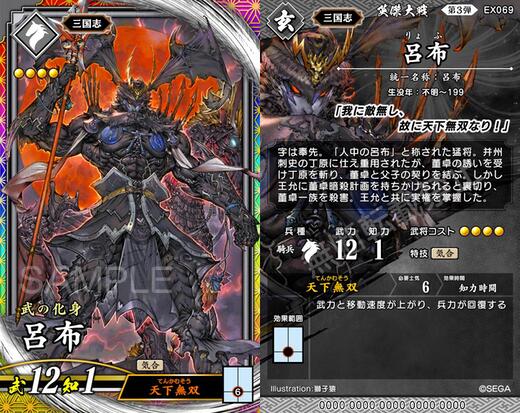 三国志
SAMPLE
武の化身
呂布
気合
武12知1
てんかむそう
天下無双
6
玄
三国志
英傑大戦
第3弾
EX069
りょふ
呂布
統一名称：呂布
生没年：不明～199
「我に敵無し、
故に天下無双なり！」
字は奉先。「人中の呂布」と称された猛将。并州
刺史の丁原に仕え重用されたが、董卓の誘いを受
け丁原を斬り、董卓と父子の契りを結ぶ。しかし
王允に董卓暗殺計画を持ちかけられると裏切り、
董卓一族を殺害。王允と共に実権を掌握した。
兵種 武力 知力 武将コスト
騎兵 12 1 特技 気合
てんかむそう 必要士気 効果時間
天下無双 6 知力時間
武力と移動速度が上がり、兵力が回復する
効果範囲
Illustration:獅子猿
©SEGA
0000-0000-0000-0000-0000